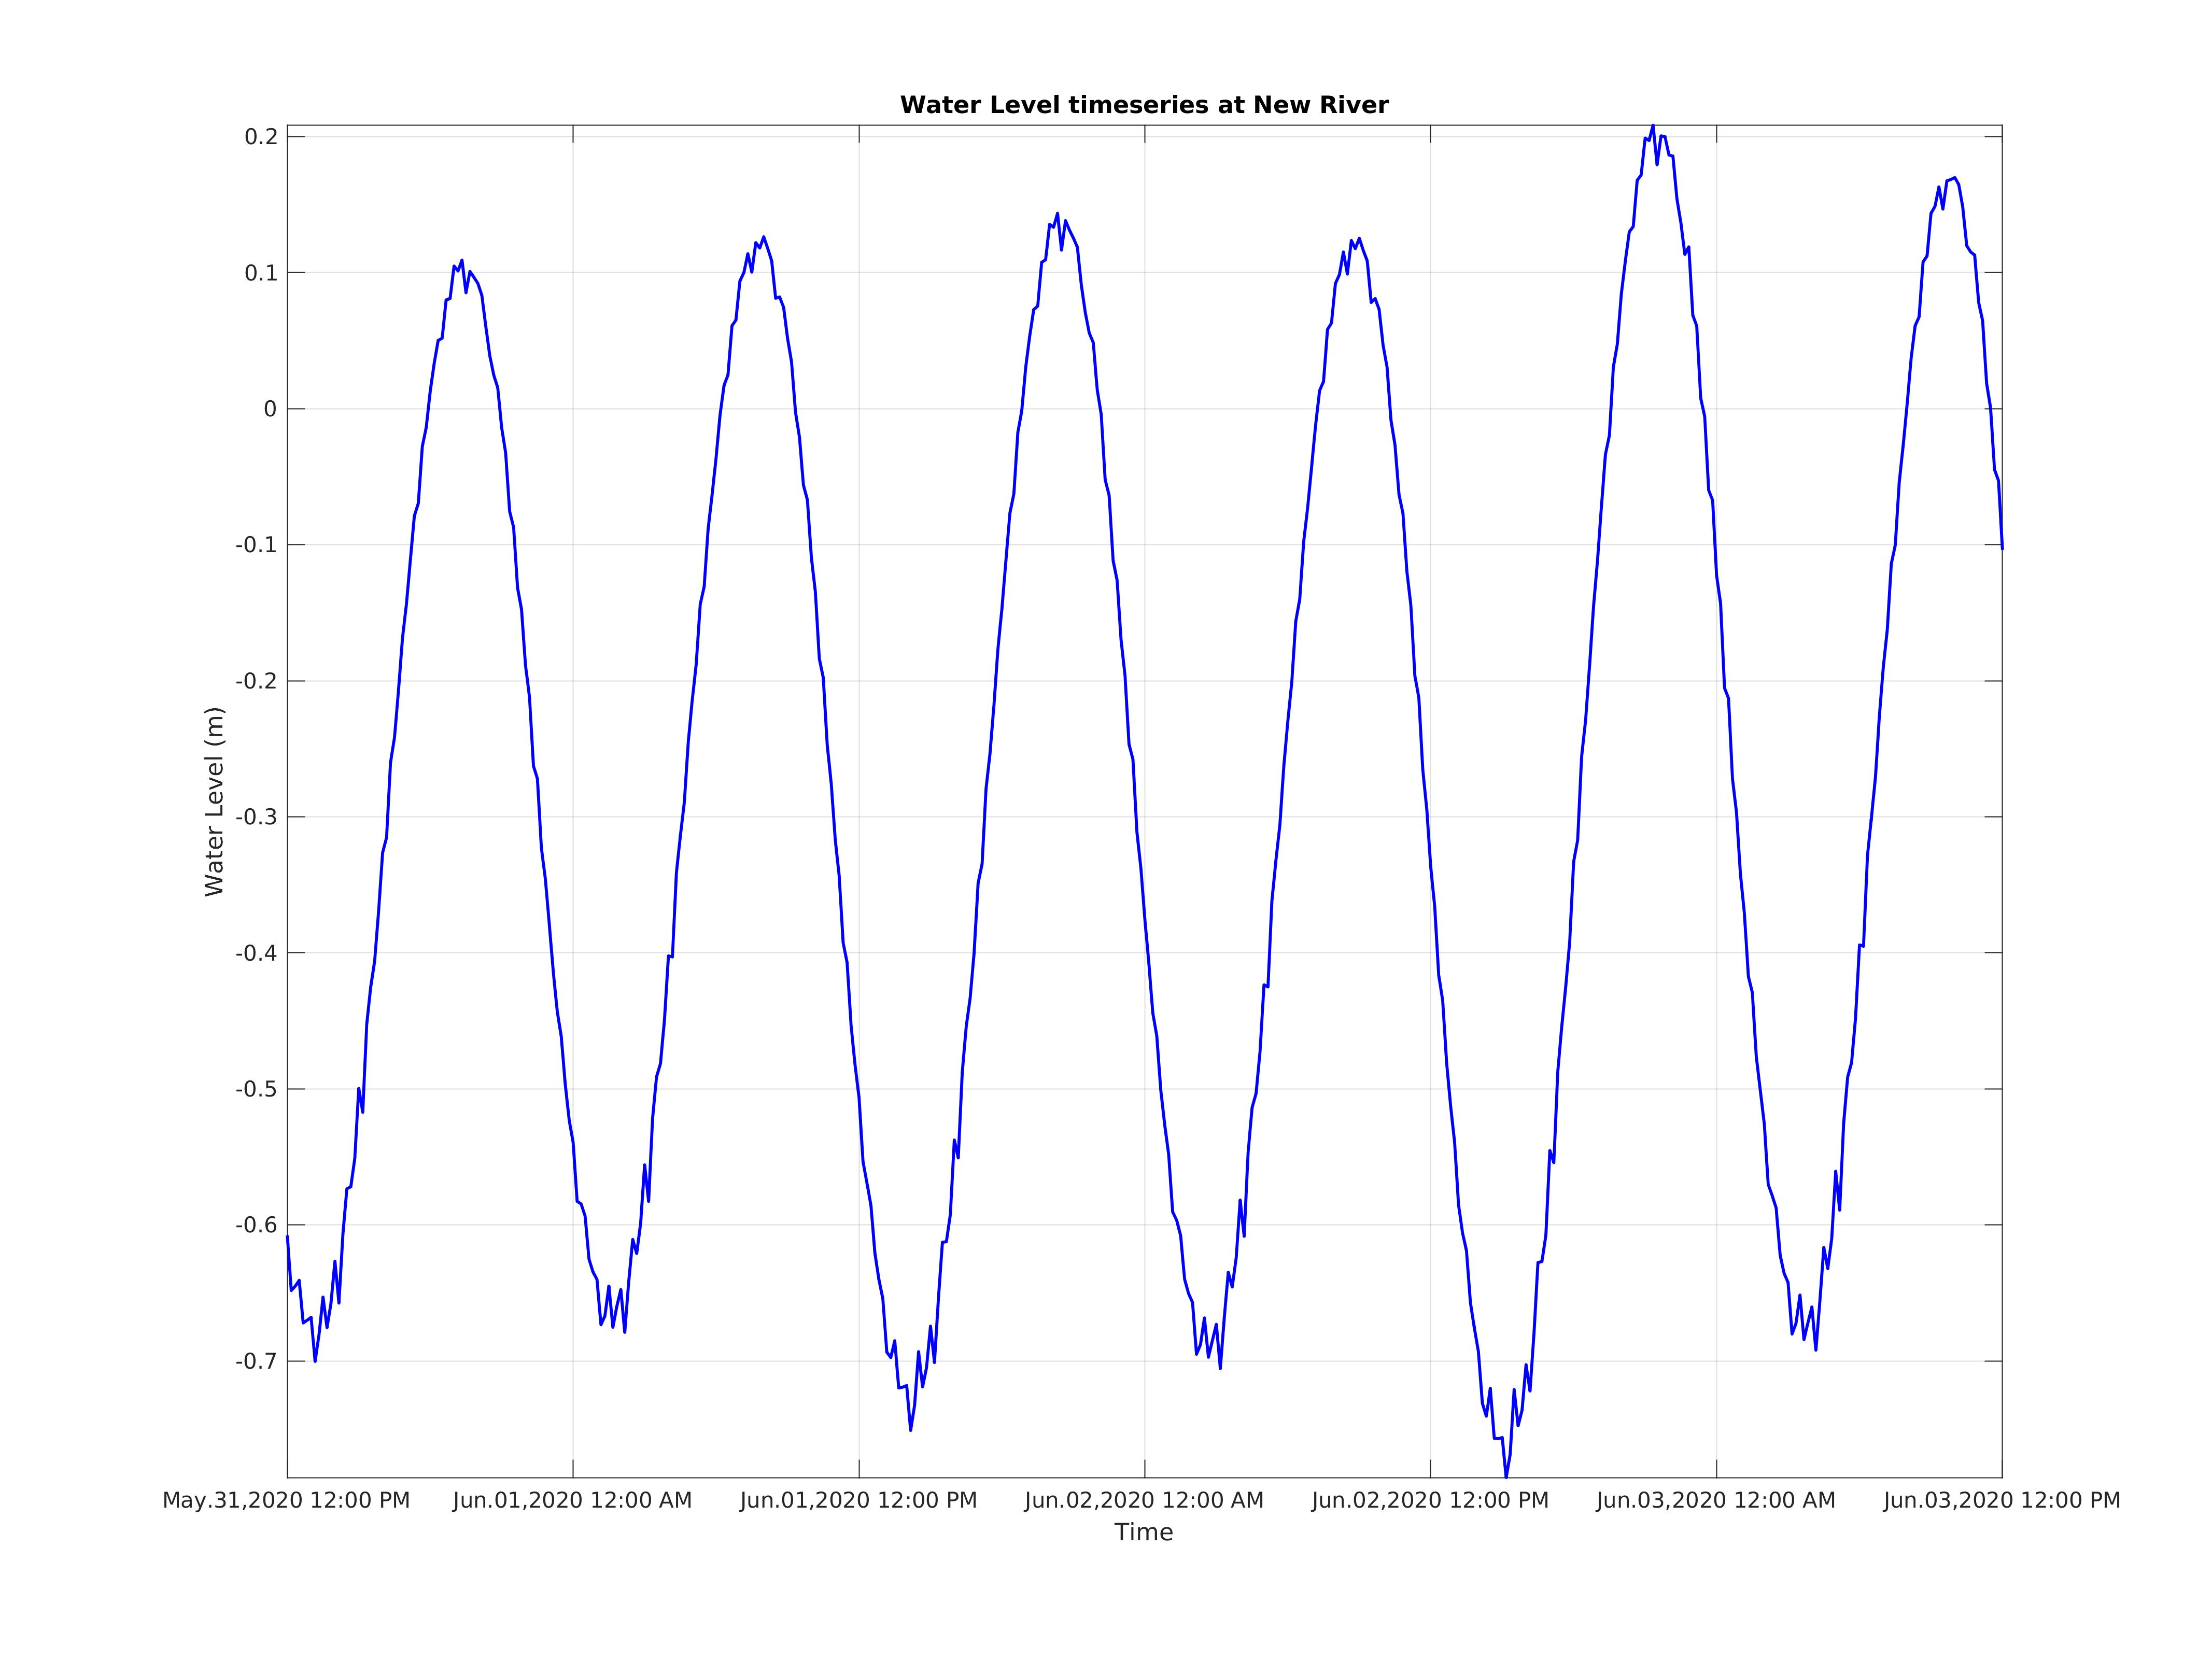 Water Level timeseries at New River
0.2
0.1
0
-0.1
-0.2
-0.3
-0.4
-0.5
-0.6
-0.7
Water Level (m)
May.31,2020 12:00 PM
Jun.01,2020 12:00 AM
Jun.01,2020 12:00 PM
Jun.02,2020 12:00 AM
Jun.02,2020 12:00 PM
Jun.03,2020 12:00 AM
Jun.03,2020 12:00 PM
Time